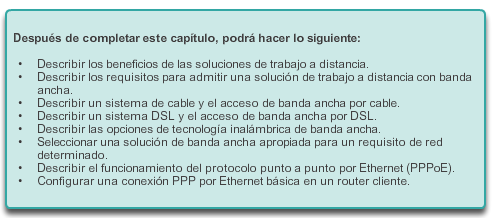 Después de completar este capítulo, podrá hacer lo siguiente:
• Describir los beneficios de las soluciones de trabajo a distancia.
• Describir los requisitos para admitir una solución de trabajo a distancia con banda
ancha.
• Describir un sistema de cable y el acceso de banda ancha por cable.
• Describir un sistema DSL y el acceso de banda ancha por DSL.
• Describir las opciones de tecnología inalámbrica de banda ancha.
• Seleccionar una solución de banda ancha apropiada para un requisito de red
determinado.
• Describir el funcionamiento del protocolo punto a punto por Ethernet (PPPoE).
• Configurar una conexión PPP por Ethernet básica en un router cliente.